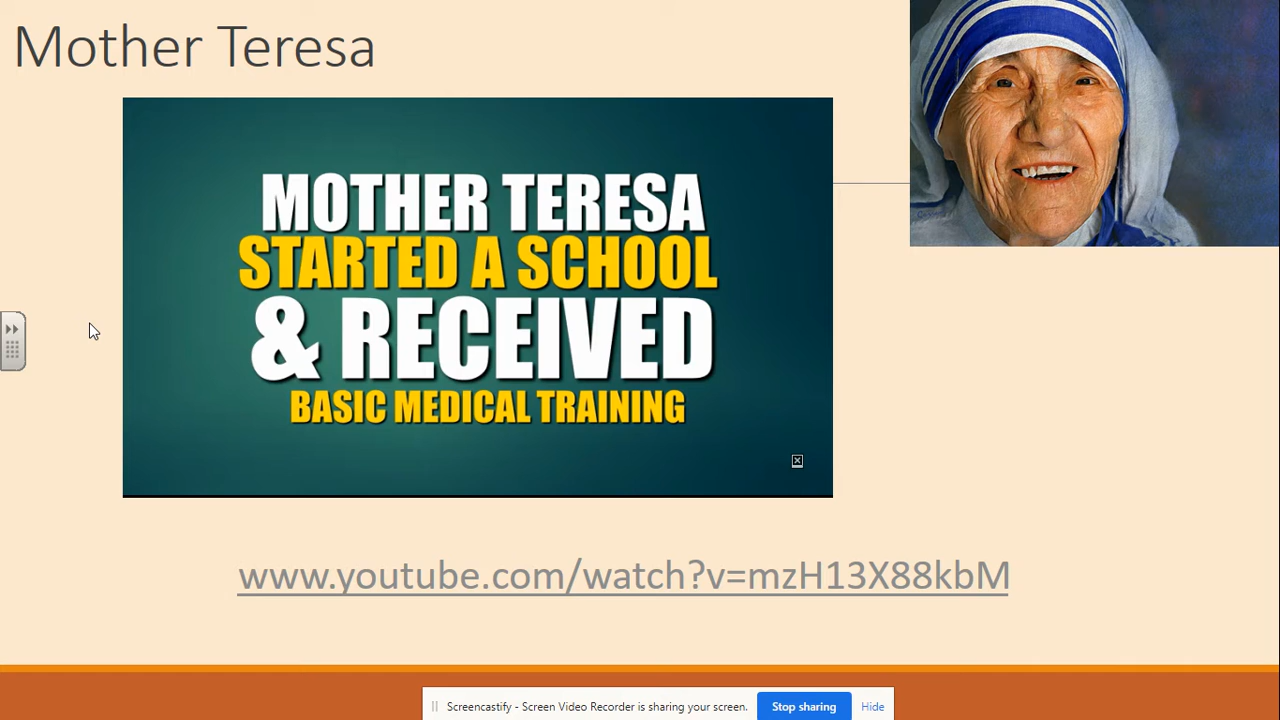 Mother Teresa
MOTHER TERESA
STARTED A SCHOOL
& RECEIVED
BASIC MEDICAL TRAINING
www.youtube.com/watch?v=mzH13X88kbM
Screencastify - Screen Video Recorder is sharing your screen. Stop sharing Hide